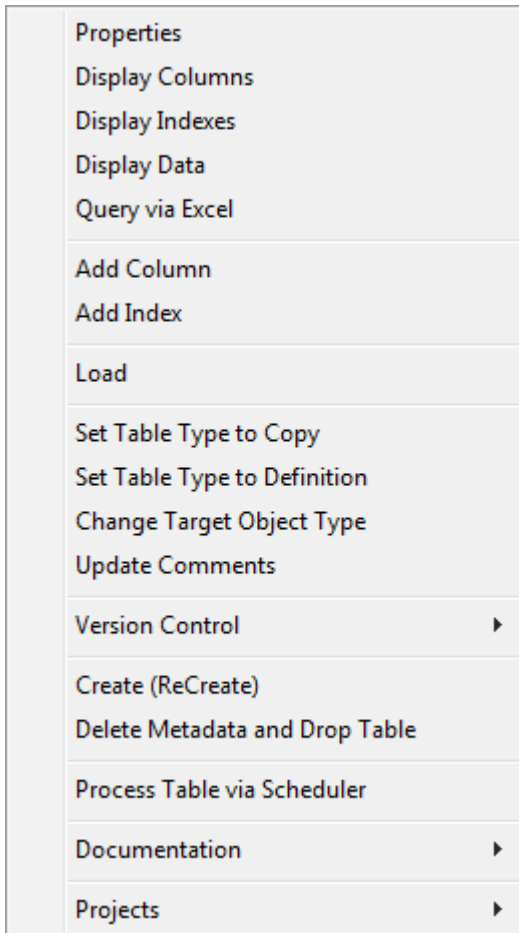 Properties
Display Columns
Display Indexes
Display Data
Query via Excel
Add Column
Add Index
Load
Set Table Type to Copy
Set Table Type to Definition
Change Target Object Type
Update Comments
Version Control
Create (ReCreate)
Delete Metadata and Drop Table
Process Table via Scheduler
Documentation
Projects